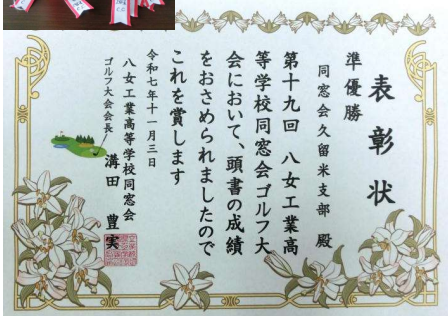 表彰状
準優勝
同窓会久留米支部 殿
第十九回 八女工業高
等学校同窓会ゴルフ大
会において、頭書の成績
をおさめられましたので
これを賞します
令和七年十一月三日
八女工業高等学校同窓会
ゴルフ大会会長
溝田 豊実